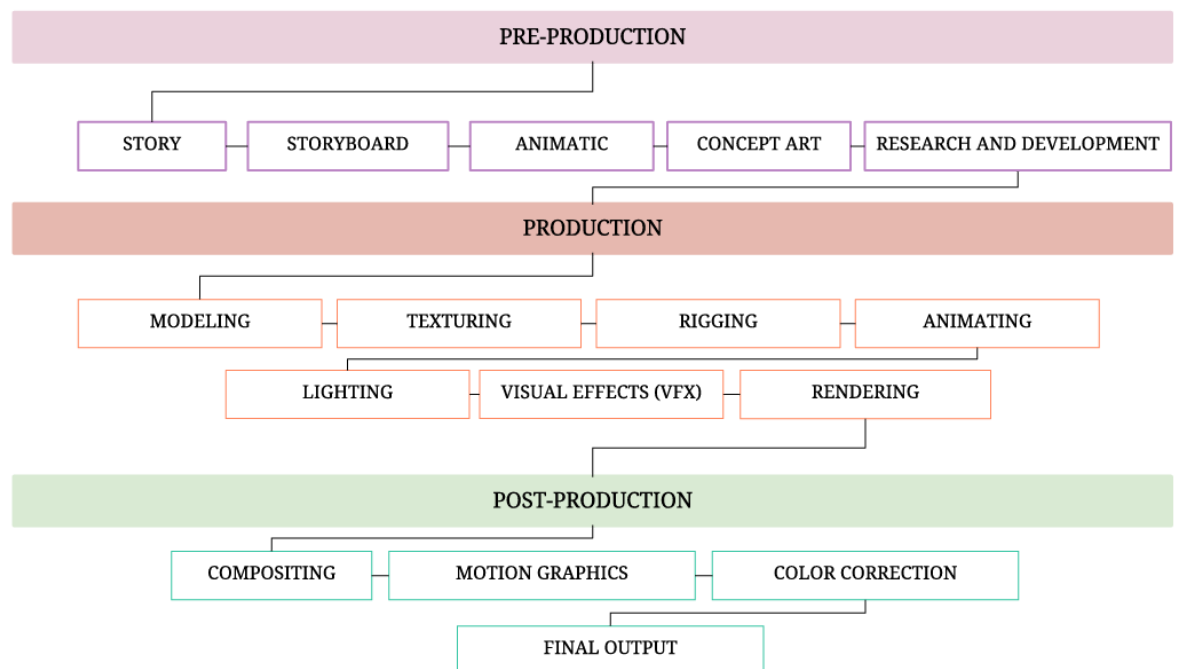 PRE-PRODUCTION
STORY
STORYBOARD
ANIMATIC
CONCEPT ART
RESEARCH AND DEVELOPMENT
PRODUCTION
MODELING
TEXTURING
RIGGING
ANIMATING
LIGHTING
VISUAL EFFECTS (VFX)
RENDERING
POST-PRODUCTION
COMPOSITING
MOTION GRAPHICS
COLOR CORRECTION
FINAL OUTPUT